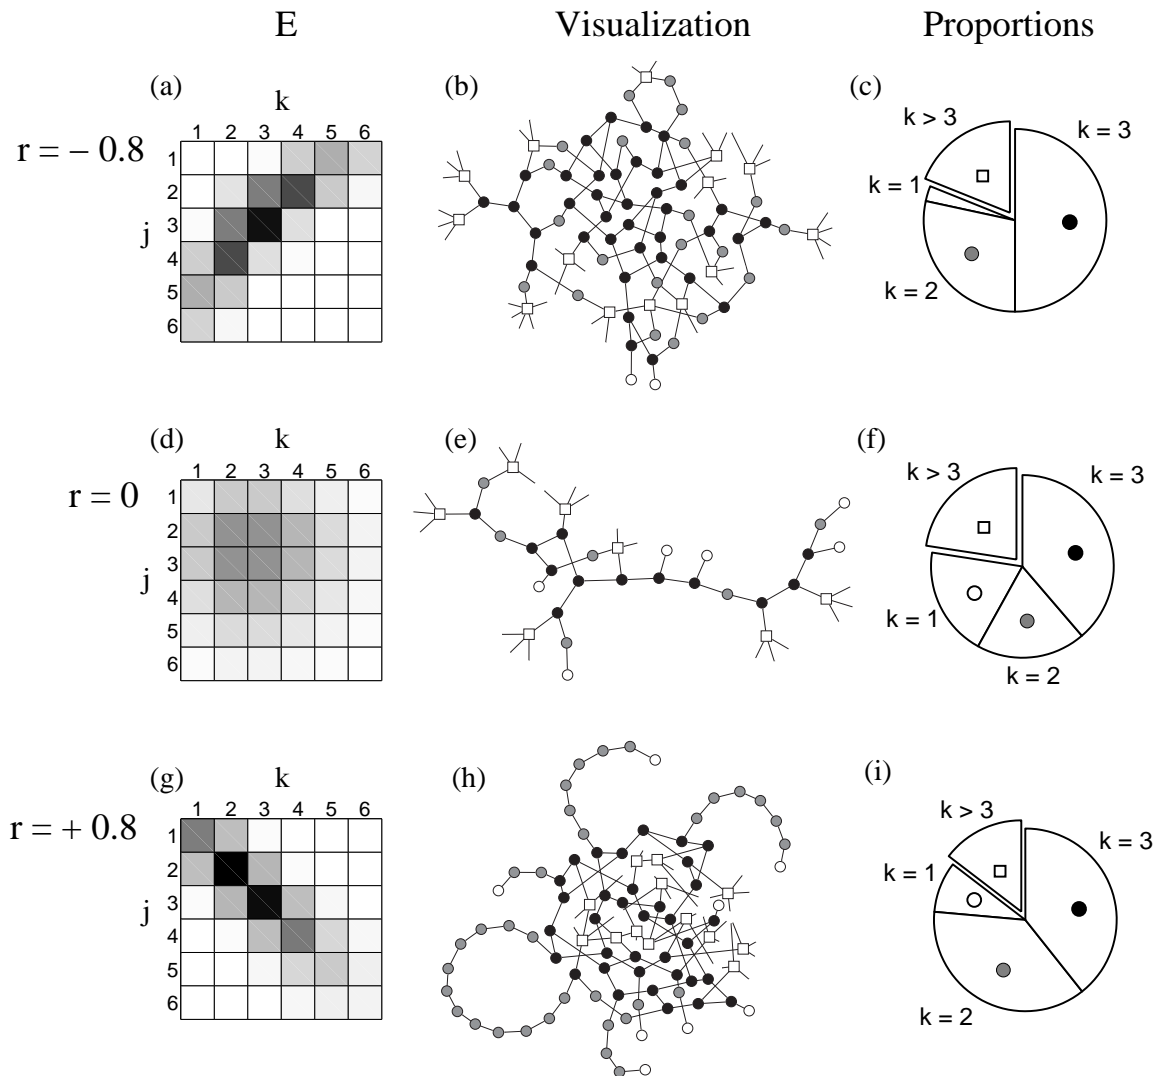 E Visualization Proportions
(a) (b) (c)
k
r = – 0.8
1 2 3 4 5 6
j
1
2
3
4
5
6
k > 3
k = 3
k = 1
k = 2
(d) (e) (f)
k
r = 0
1 2 3 4 5 6
j
1
2
3
4
5
6
k > 3
k = 3
k = 1
k = 2
(g) (h) (i)
k
r = + 0.8
1 2 3 4 5 6
j
1
2
3
4
5
6
k > 3
k = 3
k = 1
k = 2